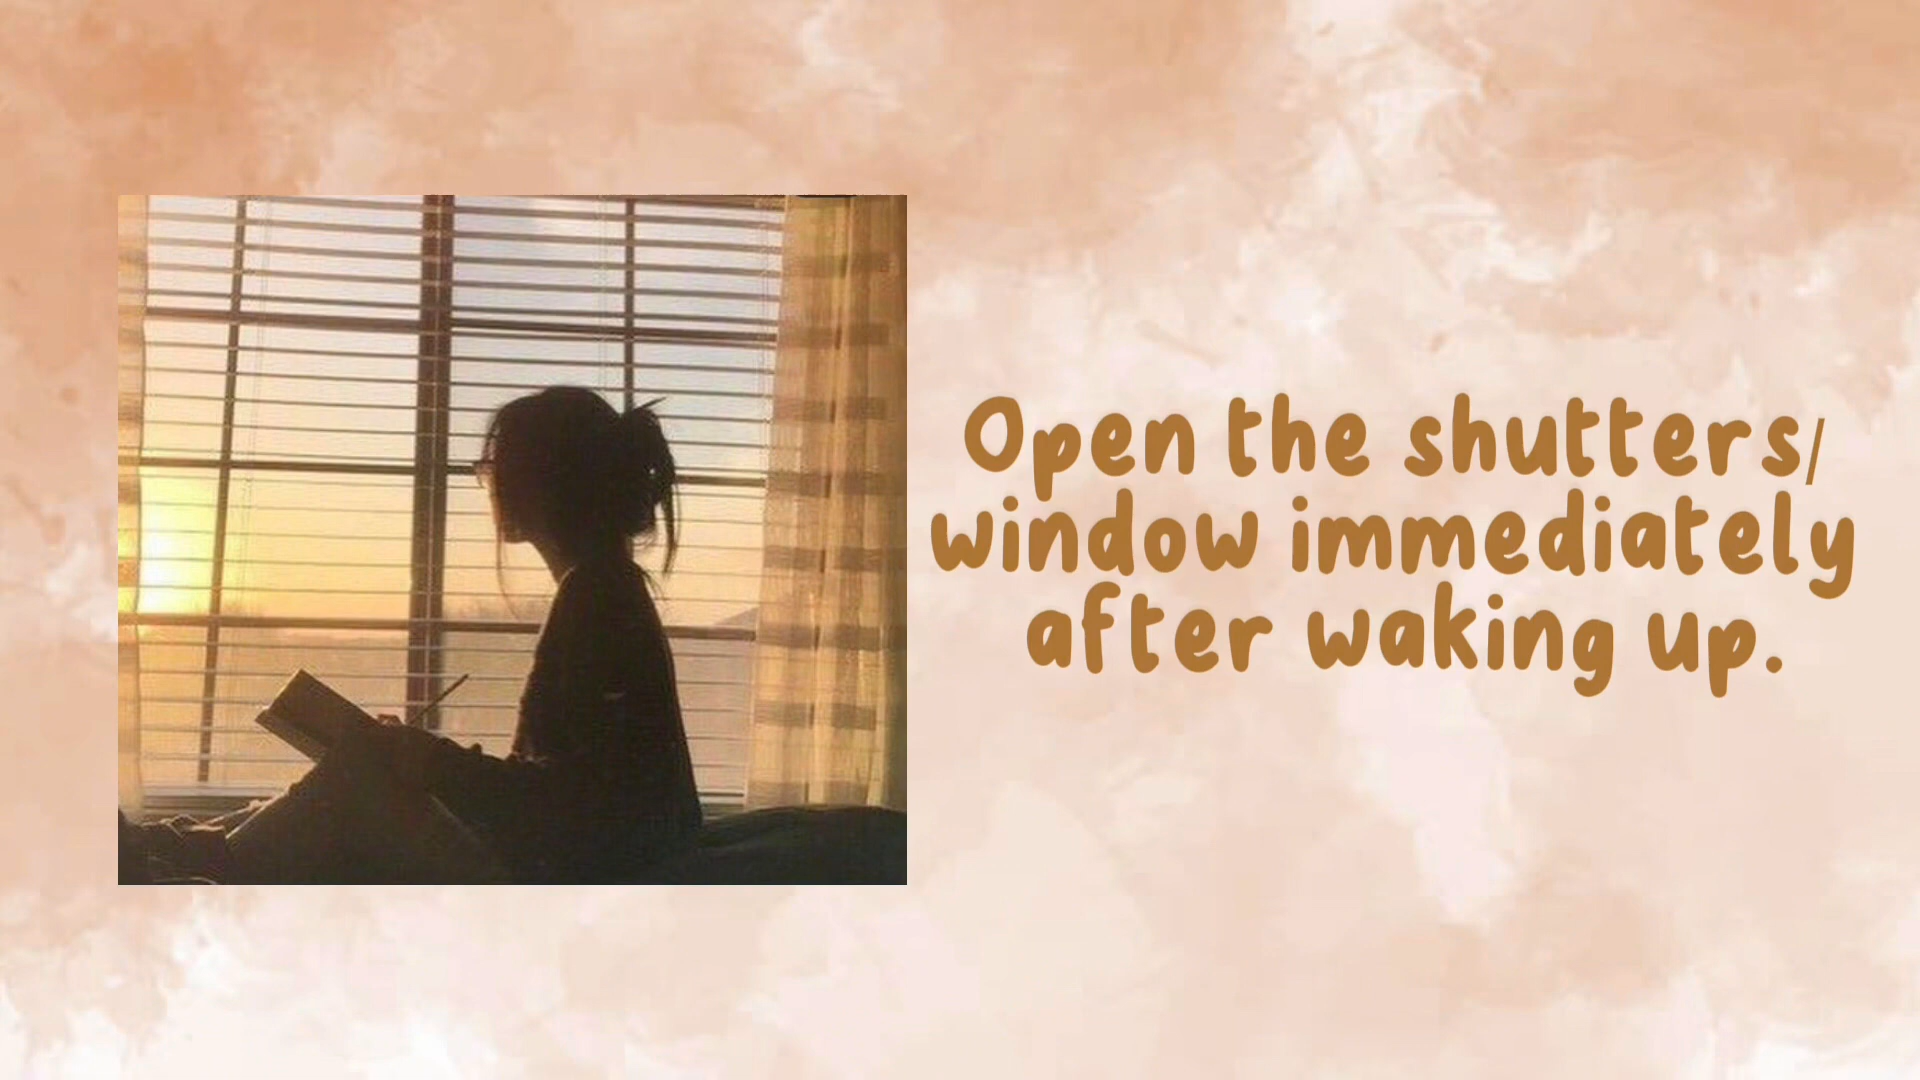 Open the shutters/
window immediately
after waking up.